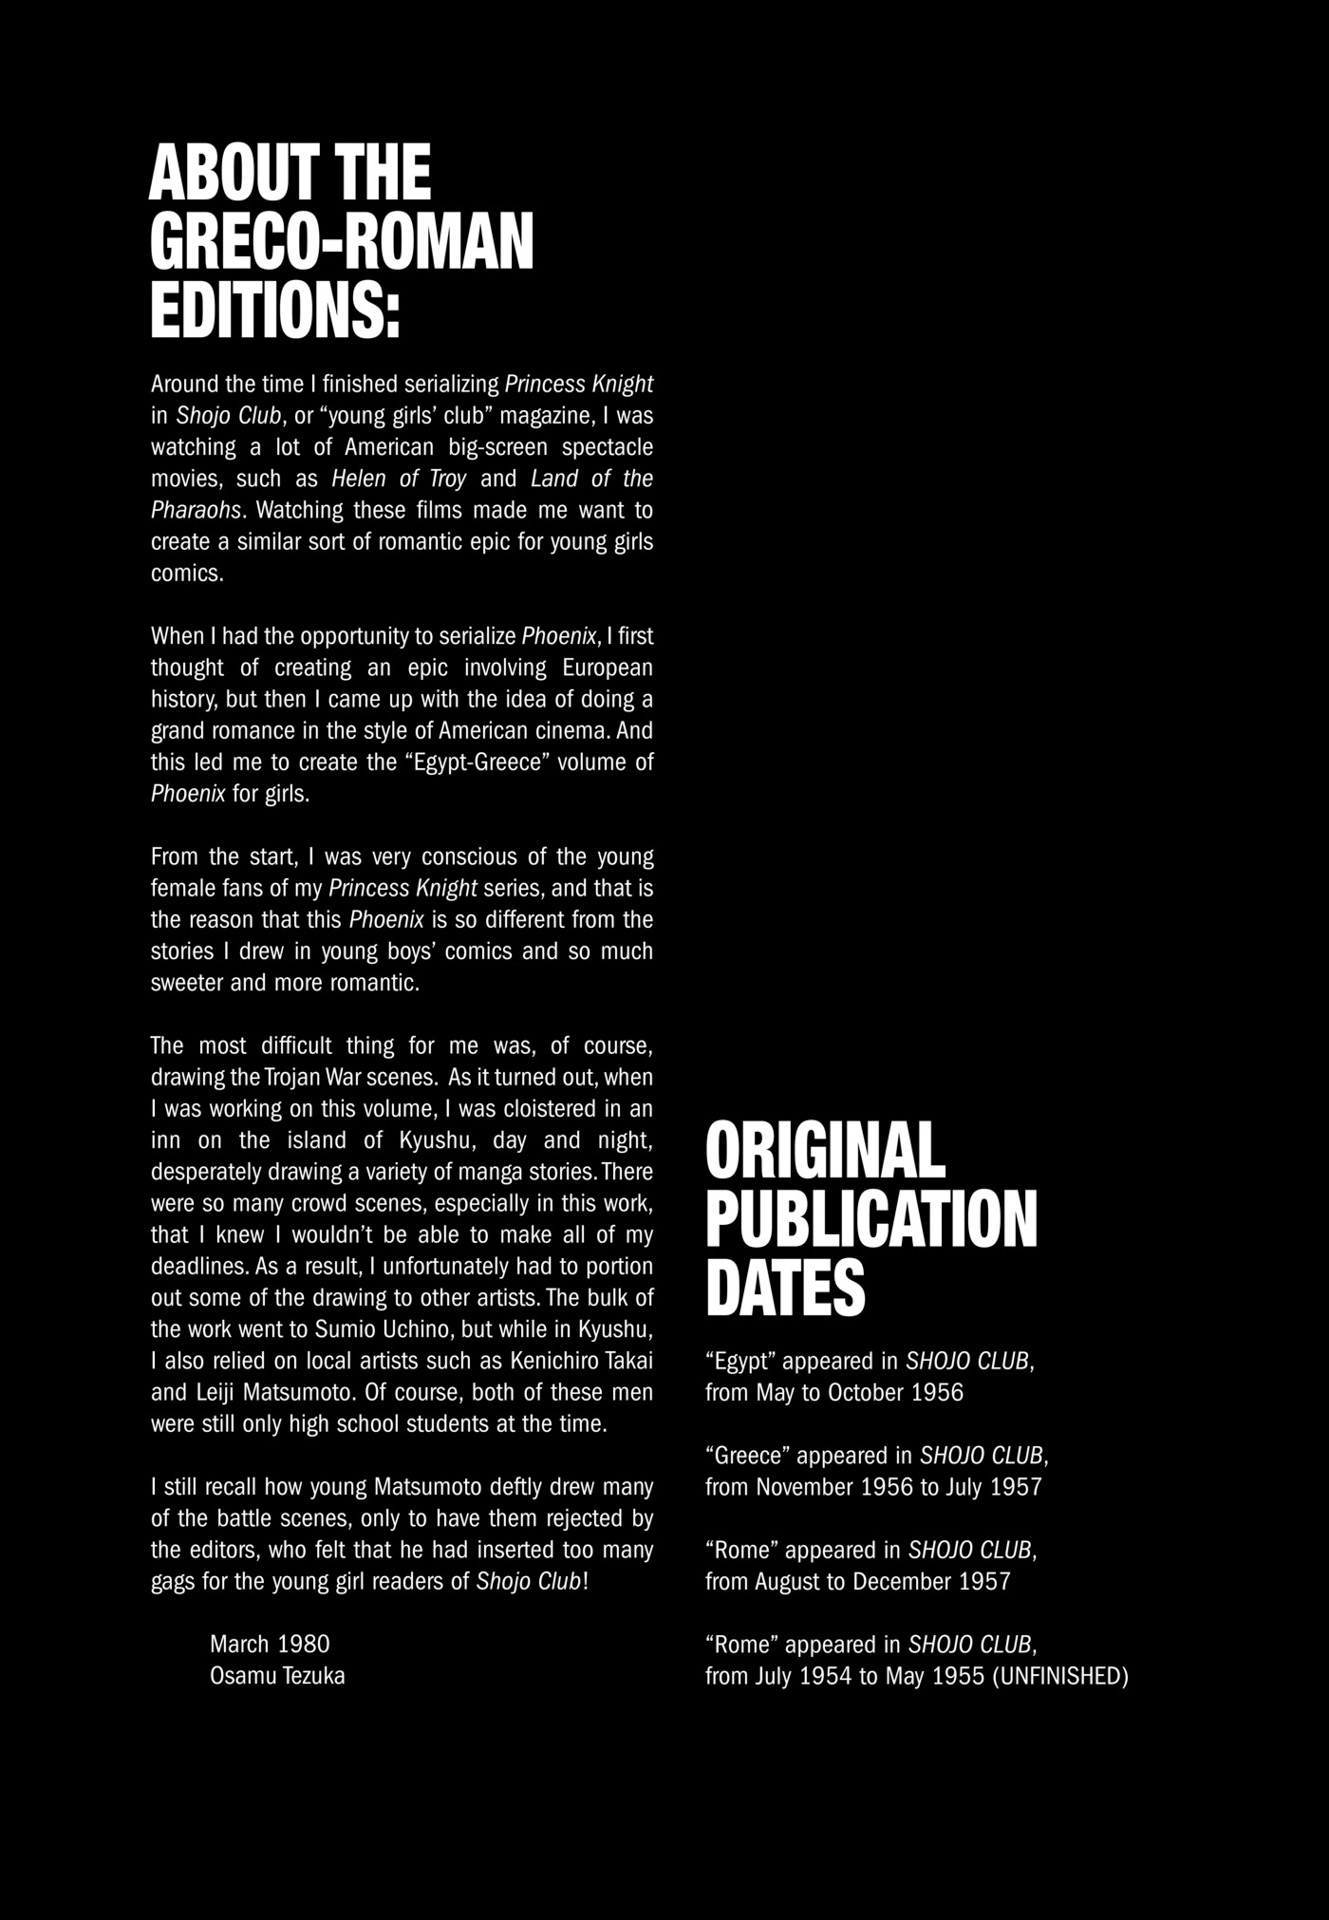 ABOUT THE
GRECO-ROMAN
EDITIONS:
Around the time I finished serializing Princess Knight
in Shojo Club, or “young girls’ club” magazine, I was
watching a lot of American big-screen spectacle
movies, such as Helen of Troy and Land of the
Pharaohs. Watching these films made me want to
create a similar sort of romantic epic for young girls
comics.
When I had the opportunity to serialize Phoenix, I first
thought of creating an epic involving European
history, but then I came up with the idea of doing a
grand romance in the style of American cinema. And
this led me to create the “Egypt-Greece” volume of
Phoenix for girls.
From the start, I was very conscious of the young
female fans of my Princess Knight series, and that is
the reason that this Phoenix is so different from the
stories I drew in young boys’ comics and so much
sweeter and more romantic.
The most difficult thing for me was, of course,
drawing the Trojan War scenes. As it turned out, when
I was working on this volume, I was cloistered in an
inn on the island of Kyushu, day and night,
desperately drawing a variety of manga stories. There
were so many crowd scenes, especially in this work,
that I knew I wouldn’t be able to make all of my
deadlines. As a result, I unfortunately had to portion
out some of the drawing to other artists. The bulk of
the work went to Sumio Uchino, but while in Kyushu,
I also relied on local artists such as Kenichiro Takai
and Leiji Matsumoto. Of course, both of these men
were still only high school students at the time.
I still recall how young Matsumoto deftly drew many
of the battle scenes, only to have them rejected by
the editors, who felt that he had inserted too many
gags for the young girl readers of Shojo Club!
March 1980
Osamu Tezuka
ORIGINAL
PUBLICATION
DATES
“Egypt” appeared in SHOJO CLUB,
from May to October 1956
“Greece” appeared in SHOJO CLUB,
from November 1956 to July 1957
“Rome” appeared in SHOJO CLUB,
from August to December 1957
“Rome” appeared in SHOJO CLUB,
from July 1954 to May 1955 (UNFINISHED)